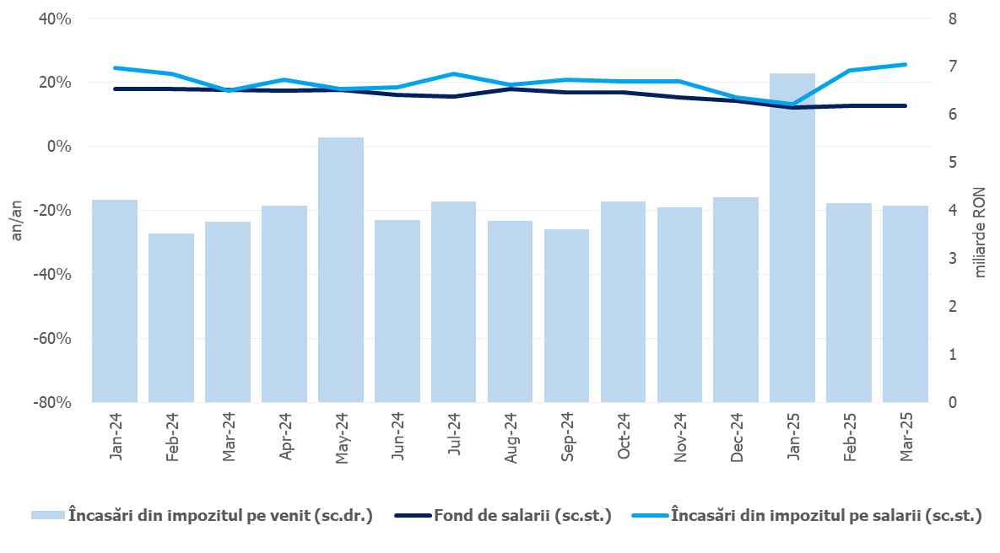 40%
20%
0%
-20%
-40%
-60%
-80%
an/an
8
7
6
5
4
3
2
1
0
miliarde RON
Jan-24
Feb-24
Mar-24
Apr-24
May-24
Jun-24
Jul-24
Aug-24
Sep-24
Oct-24
Nov-24
Dec-24
Jan-25
Feb-25
Mar-25
Încasări din impozitul pe venit (sc.dr.)
Fond de salarii (sc.st.)
Încasări din impozitul pe salarii (sc.st.)